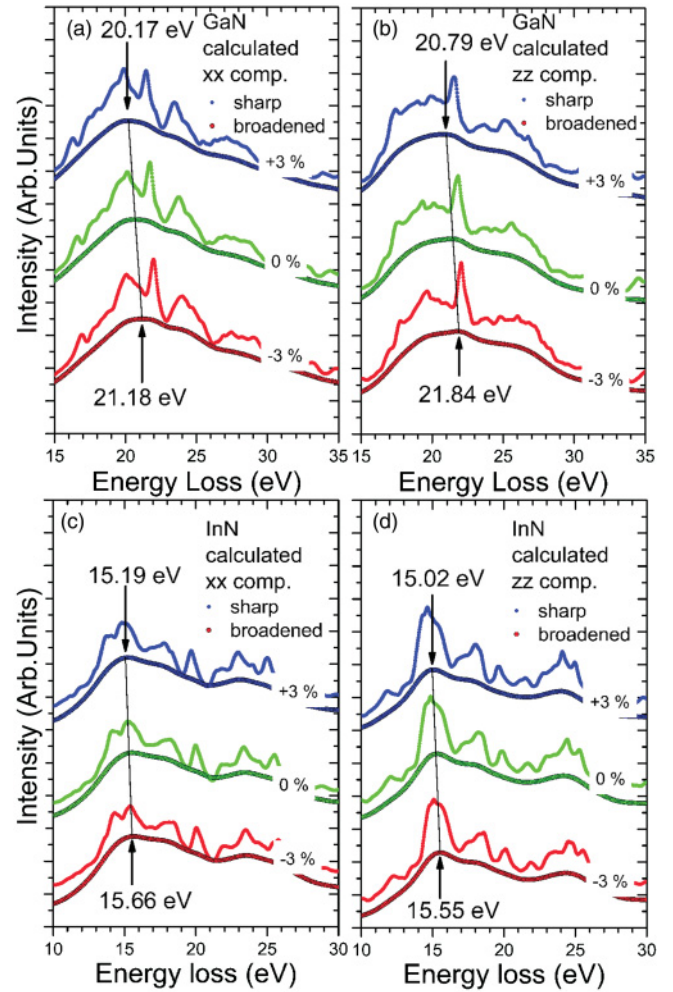 (a)
GaN
20.17 eV
calculated
xx comp.
sharp
broadened
+3 %
0 %
-3 %
21.18 eV
15 20 25 30 35
Energy Loss (eV)
Intensity (Arb.Units)
(b)
GaN
20.79 eV
calculated
zz comp.
sharp
broadened
+3 %
0 %
-3 %
21.84 eV
15 20 25 30 35
Energy Loss (eV)
(c)
InN
calculated
15.19 eV
xx comp.
sharp
broadened
+3 %
0 %
-3 %
15.66 eV
10 15 20 25 30
Energy loss (eV)
Intensity (Arb.Units)
(d)
InN
calculated
15.02 eV
zz comp.
sharp
broadened
+3 %
0 %
-3 %
15.55 eV
10 15 20 25 30
Energy loss (eV)